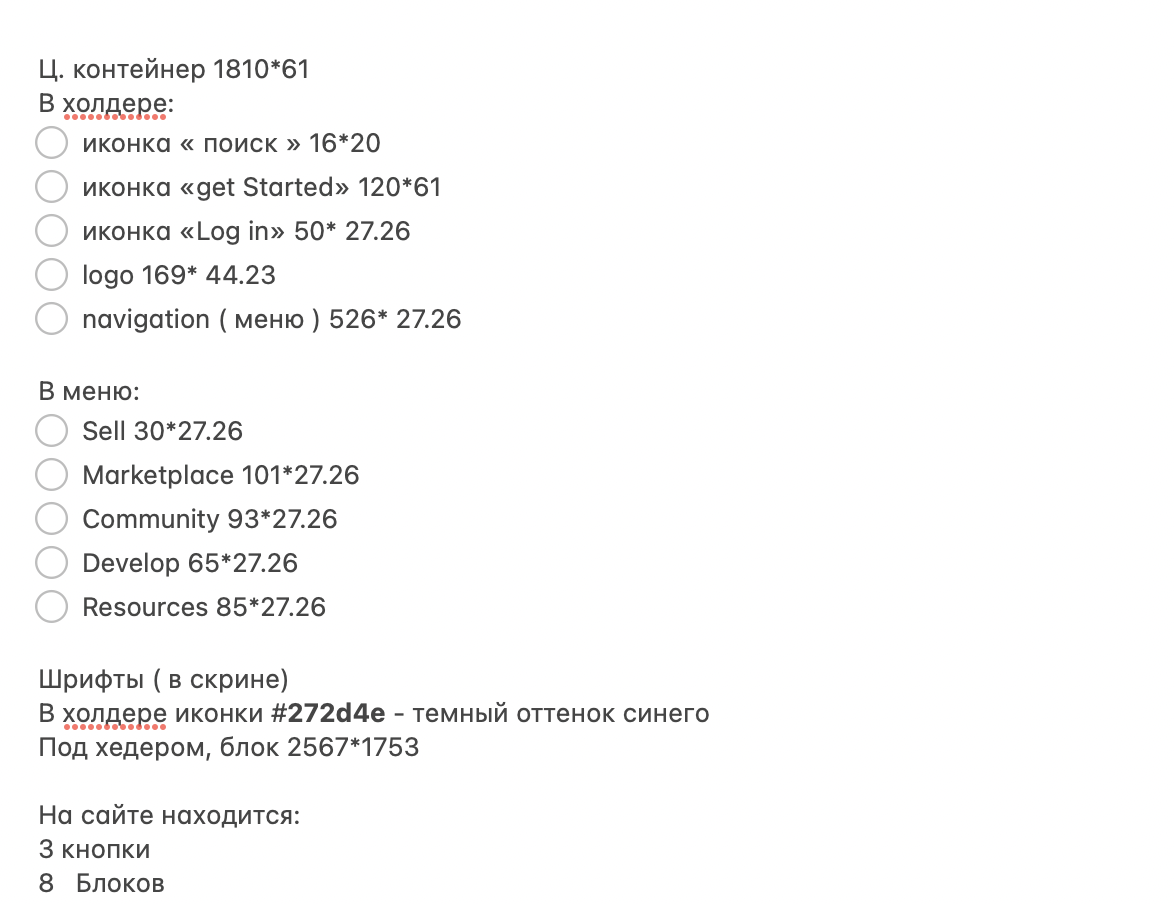 Ц. контейнер 1810*61
В холдере:
иконка « поиск » 16*20
иконка «get Started» 120*61
иконка «Log in» 50* 27.26
logo 169* 44.23
navigation ( меню ) 526* 27.26
В меню:
Sell 30*27.26
Marketplace 101*27.26
Community 93*27.26
Develop 65*27.26
Resources 85*27.26
Шрифты ( в скрине)
В холдере иконки #272d4e - темный оттенок синего
Под хедером, блок 2567*1753
На сайте находится:
3 кнопки
8   Блоков